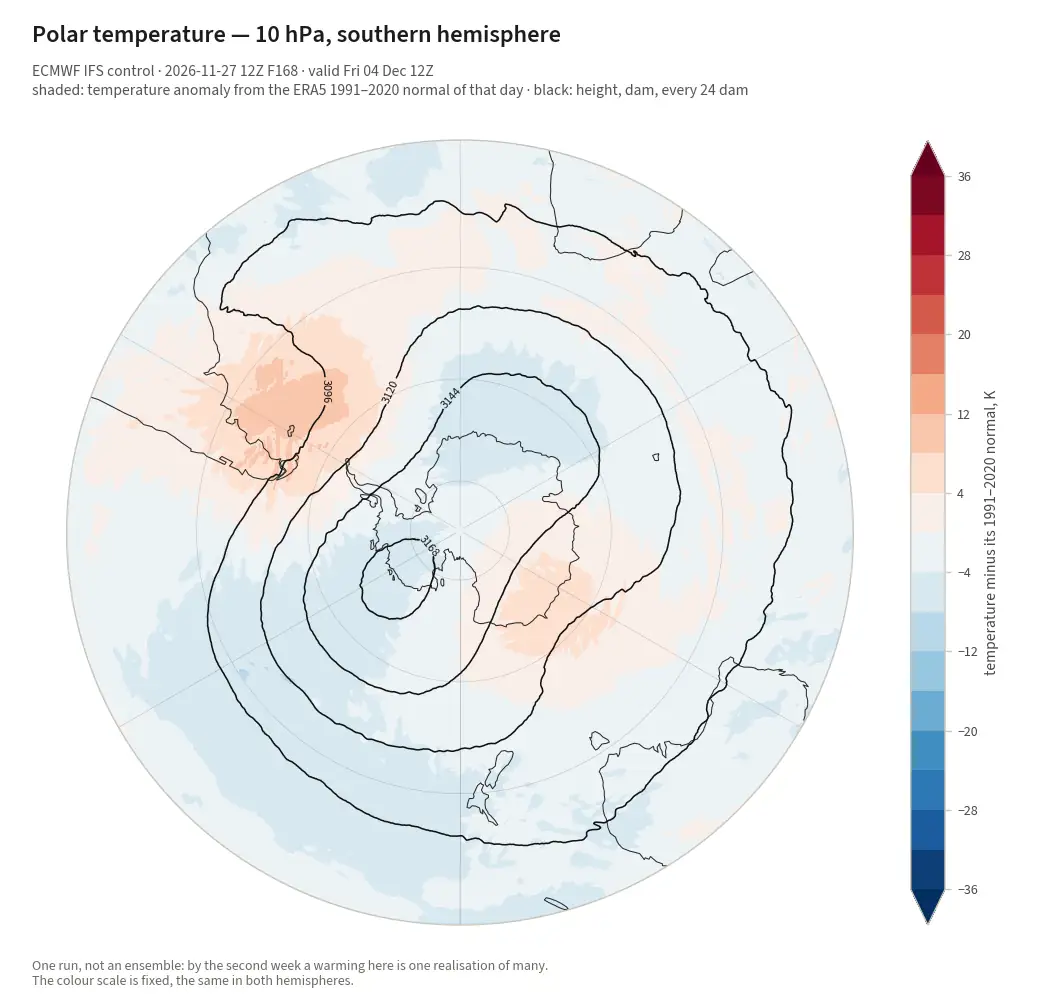 Polar temperature — 10 hPa, southern hemisphere
ECMWF IFS control · 2026-11-27 12Z F168 · valid Fri 04 Dec 12Z
shaded: temperature anomaly from the ERA5 1991–2020 normal of that day · black: height, dam, every 24 dam
36
28
20
12
4
−4
−12
−20
−28
−36
temperature minus its 1991–2020 normal, K
3096
3120
3144
3168
One run, not an ensemble: by the second week a warming here is one realisation of many.
The colour scale is fixed, the same in both hemispheres.